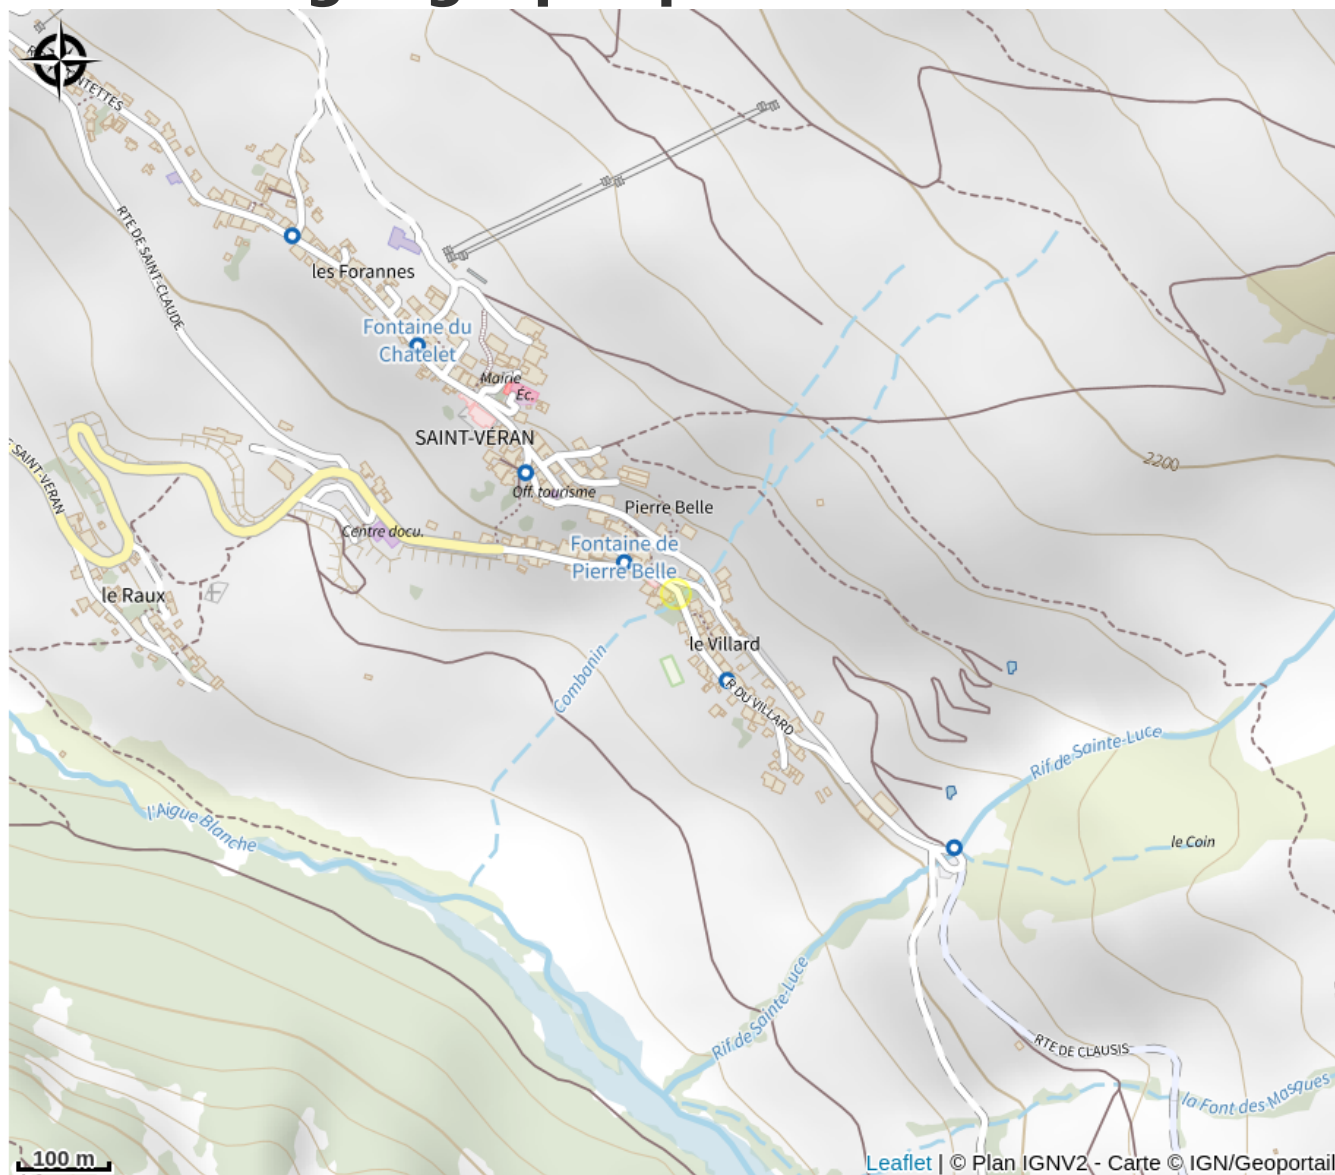 RTE DE SAINT-CLAUDE
les Forannes
Fontaine du
Chatelet
Mairie
Éc.
SAINT-VÉRAN
2200
Off. tourisme
Pierre Belle
SAINT-VERAN
Centre docu.
Fontaine de
Pierre Belle
le Raux
le Villard
Combanin
R DU VILLARD
Rif de Sainte-Luce
l'Aigue Blanche
le Coin
Rif de Sainte-Luce
RTE DE CLAUSIS
la Font des Masques
100 m
Leaflet | © Plan IGNV2 - Carte © IGN/Geoportail